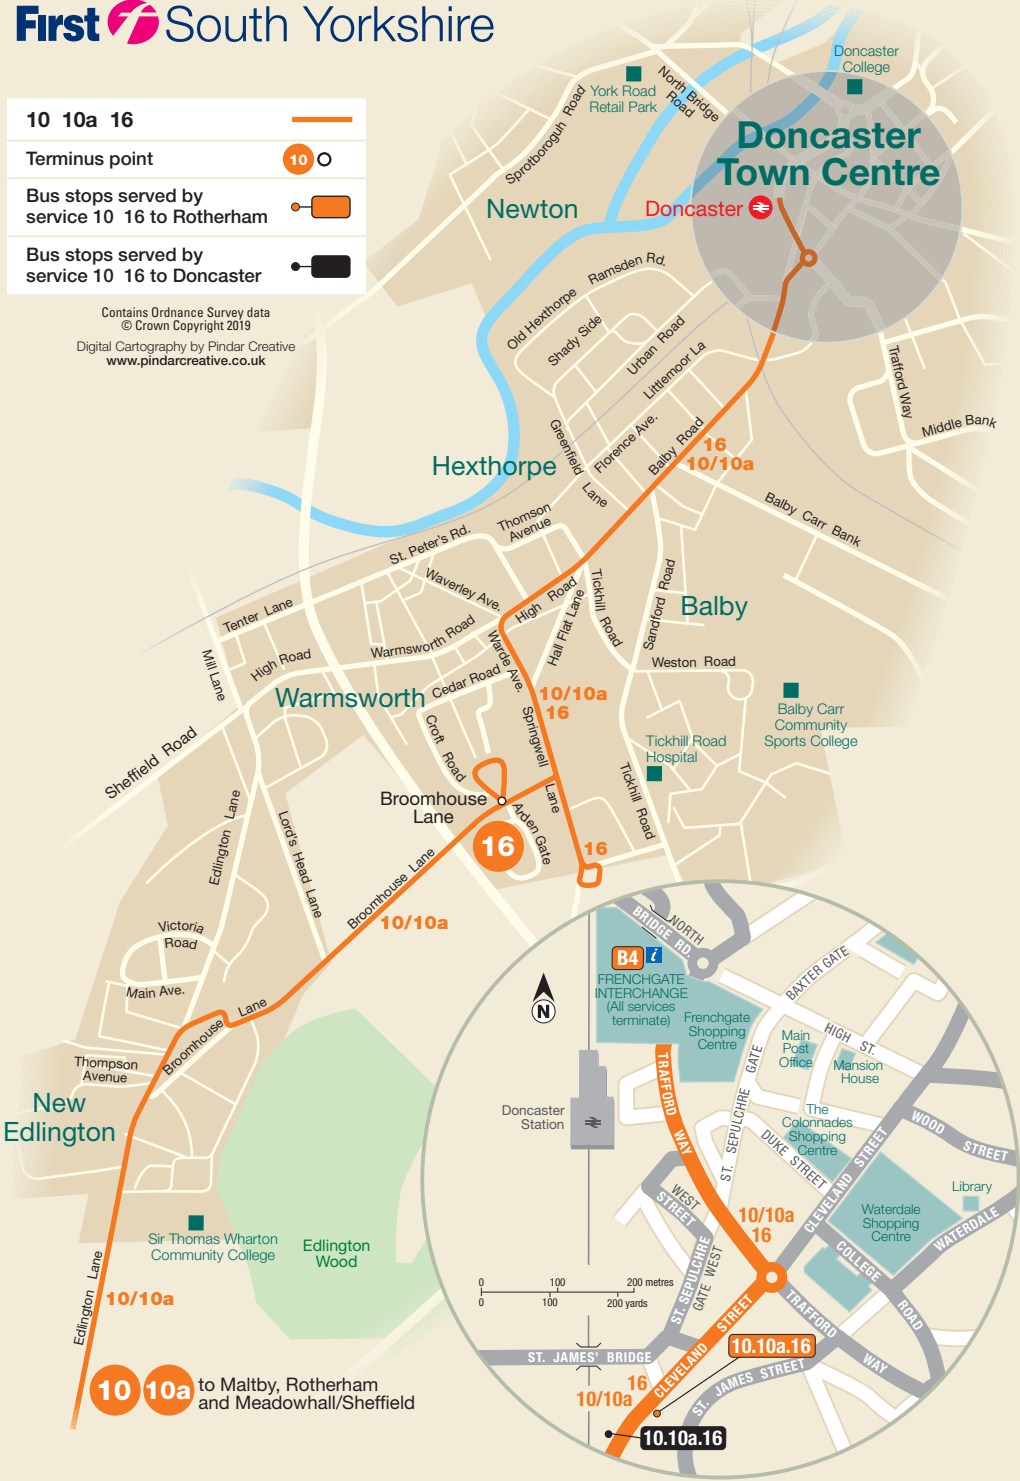 First South Yorkshire
10 10a 16
Terminus point
10
Bus stops served by
service 10 16 to Rotherham
Bus stops served by
service 10 16 to Doncaster
Contains Ordnance Survey data
© Crown Copyright 2019
Digital Cartography by Pindar Creative
www.pindarcreative.co.uk
Doncaster
College
York Road
Retail Park
North Bridge
Road
Sprotboroguh Road
Doncaster
Town Centre
Newton
Doncaster
Ramsden Rd.
Old Hexthorpe
Shady Side
Urban Road
Littlemoor La
Trafford Way
Middle Bank
Greenfield
Lane
Florence Ave.
Balby Road
16
10/10a
Hexthorpe
Balby Carr Bank
Thomson
Avenue
St. Peter's Rd.
Waverley Ave.
High Road
Hall Flat Lane
Tickhill Road
Sandford Road
Balby
Tenter Lane
Mill Lane
High Road
Warmsworth Road
Warde Ave.
Cedar Road
Weston Road
Warmsworth
10/10a
16
Balby Carr
Community
Sports College
Croft Road
Springwell
Lane
Tickhill Road
Hospital
Tickhill Road
Sheffield Road
Broomhouse
Lane
Arden Gate
16
16
Edlington Lane
Lord's Head Lane
Broomhouse Lane
10/10a
Victoria
Road
Main Ave.
Broomhouse Lane
Thompson
Avenue
New
Edlington
Sir Thomas Wharton
Community College
Edlington
Wood
Edlington Lane
10/10a
10 10a to Maltby, Rotherham
and Meadowhall/Sheffield
N
NORTH
BRIDGE RD.
B4 i
FRENCHGATE
INTERCHANGE
(All services
terminate)
Frenchgate
Shopping
Centre
BAXTER GATE
HIGH ST.
Main
Post
Office
Mansion
House
Doncaster
Station
TRAFFORD WAY
ST. SEPULCHRE GATE
The
Colonnades
Shopping
Centre
DUKE STREET
WOOD STREET
CLEVELAND STREET
Library
WEST
STREET
10/10a
16
Waterdale
Shopping
Centre
WATERDALE
COLLEGE ROAD
ST. SEPULCHRE
GATE WEST
0 100 200 metres
0 100 200 yards
TRAFFORD WAY
CLEVELAND STREET
ST. JAMES' BRIDGE
10.10a.16
ST. JAMES STREET
16
10/10a
10.10a.16